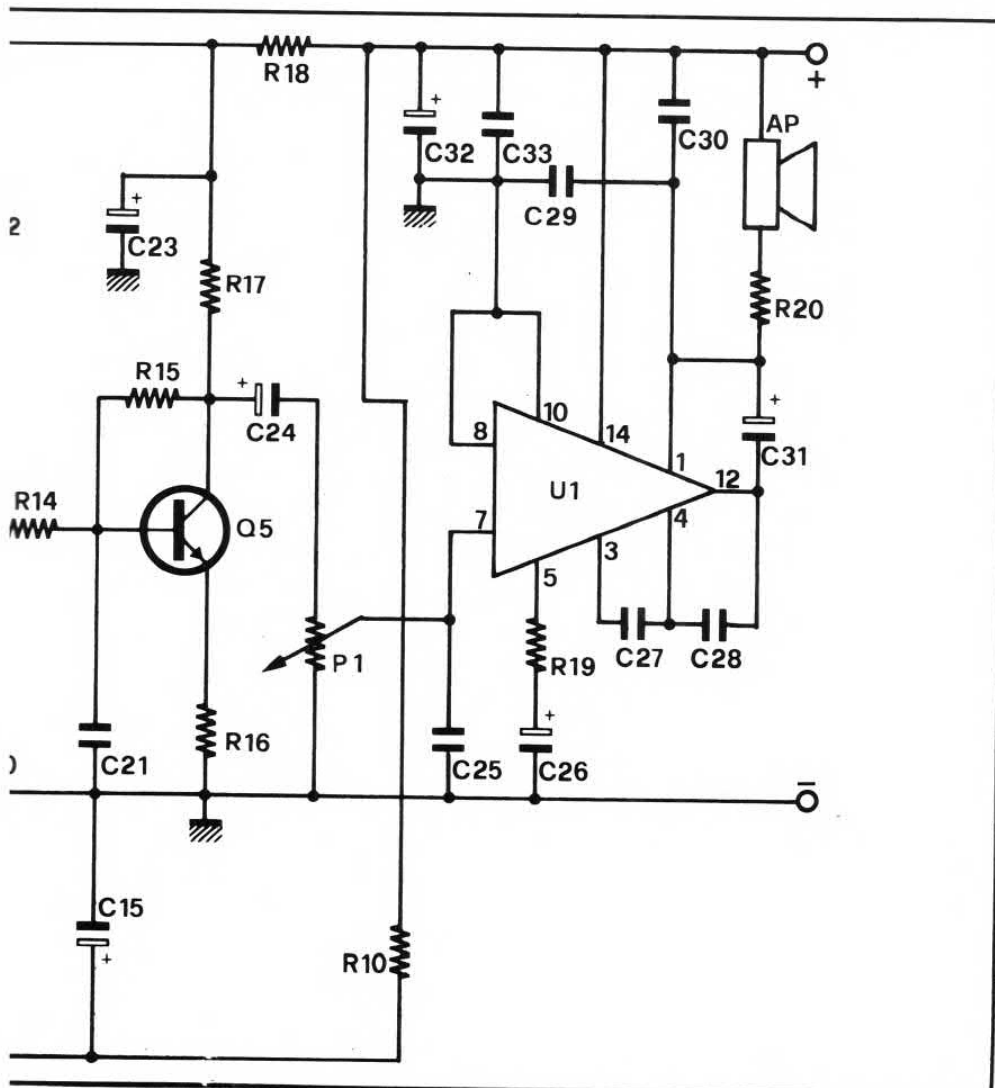 R18
+
AP
+
C32
C33
C30
C29
2
+
C23
R17
R20
R15
+
C24
10
8
14
1
+
C31
12
U1
R14
Q5
7
4
3
5
P1
R19
C27
C28
R16
+
C21
C25
C26
–
C15
+
R10